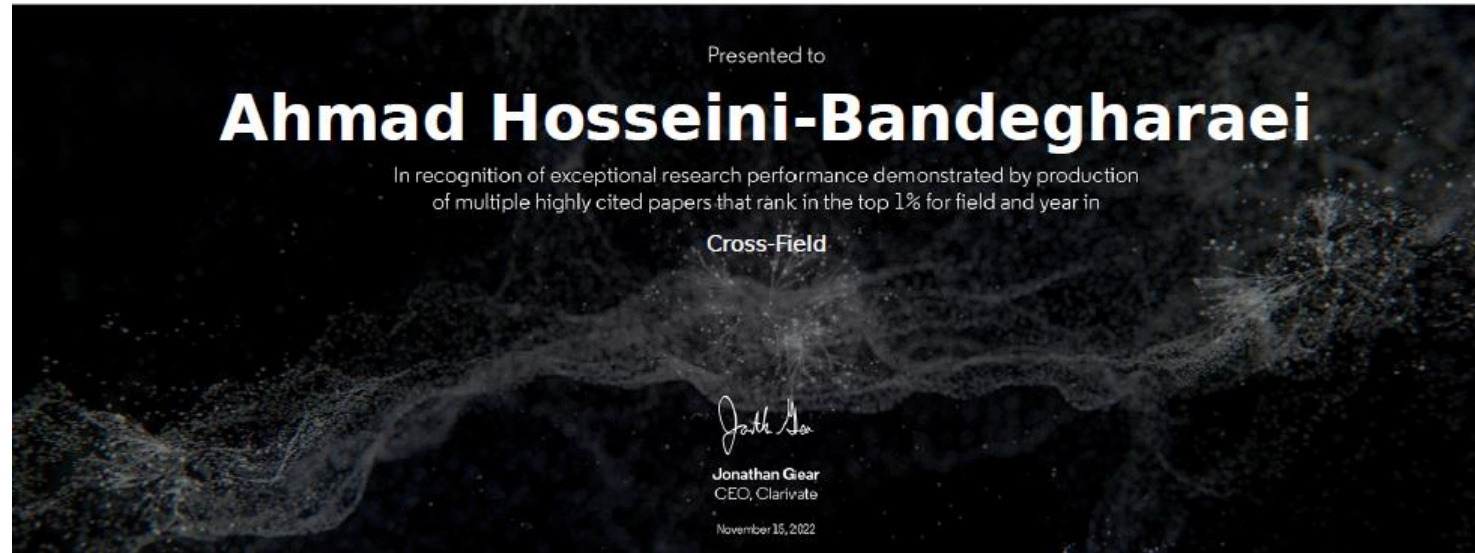 Presented to
Ahmad Hosseini-Bandegharaei
In recognition of exceptional research performance demonstrated by production
of multiple highly cited papers that rank in the top 1% for field and year in
Cross-Field
Jonathan Gear
CEO, Clarivate
November 15, 2022